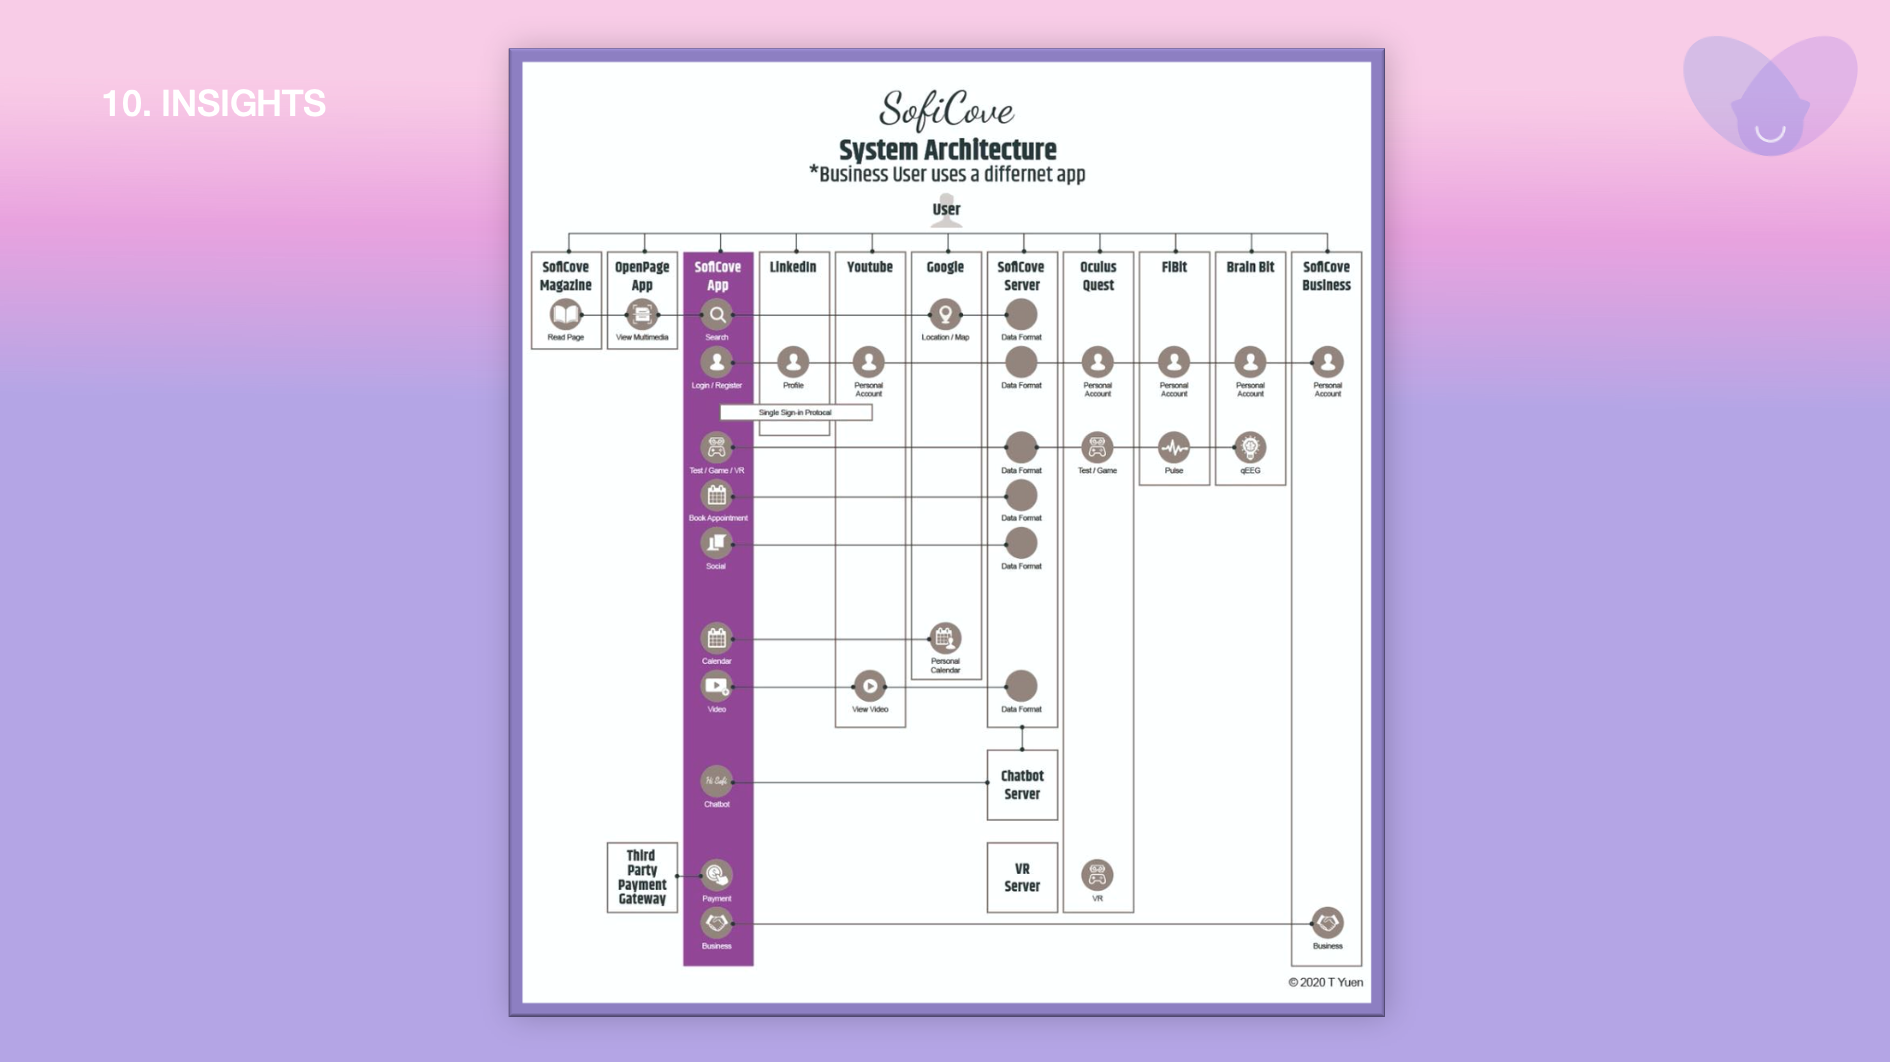 10. INSIGHTS
SofiCove
System Architecture
*Business User uses a differnet app
User
SofiCove
Magazine
OpenPage
App
SofiCove
App
LinkedIn
Youtube
Google
SofiCove
Server
Oculus
Quest
FiBit
Brain Bit
SofiCove
Business
Read Page
View Multimedia
Search
Location / Map
Data Format
Login / Register
Profile
Personal
Account
Data Format
Personal
Account
Personal
Account
Personal
Account
Personal
Account
Single Sign-in Protocal
Test / Game / VR
Data Format
Test / Game
Pulse
qEEG
Book Appointment
Data Format
Social
Data Format
Calendar
Personal
Calendar
Video
View Video
Data Format
Hi Sofi
Chatbot
Chatbot
Server
Third
Party
Payment
Gateway
Payment
VR
Server
VR
Business
Business
© 2020 T Yuen